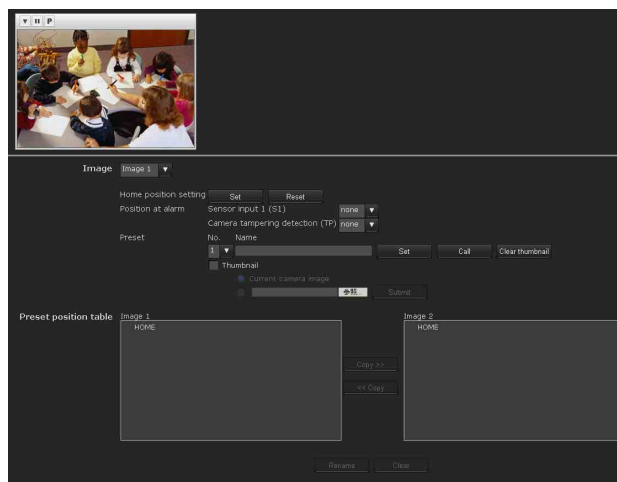 P
Image Image 1
Home position setting Set Reset
Position at alarm Sensor input 1 (S1) none
Camera tampering detection (TP) none
Preset No. Name
1 Set Call Clear thumbnail
Thumbnail
Current camera image
参照... Submit
Preset position table Image 1 Image 2
HOME HOME
Copy >>
<< Copy
Rename Clear